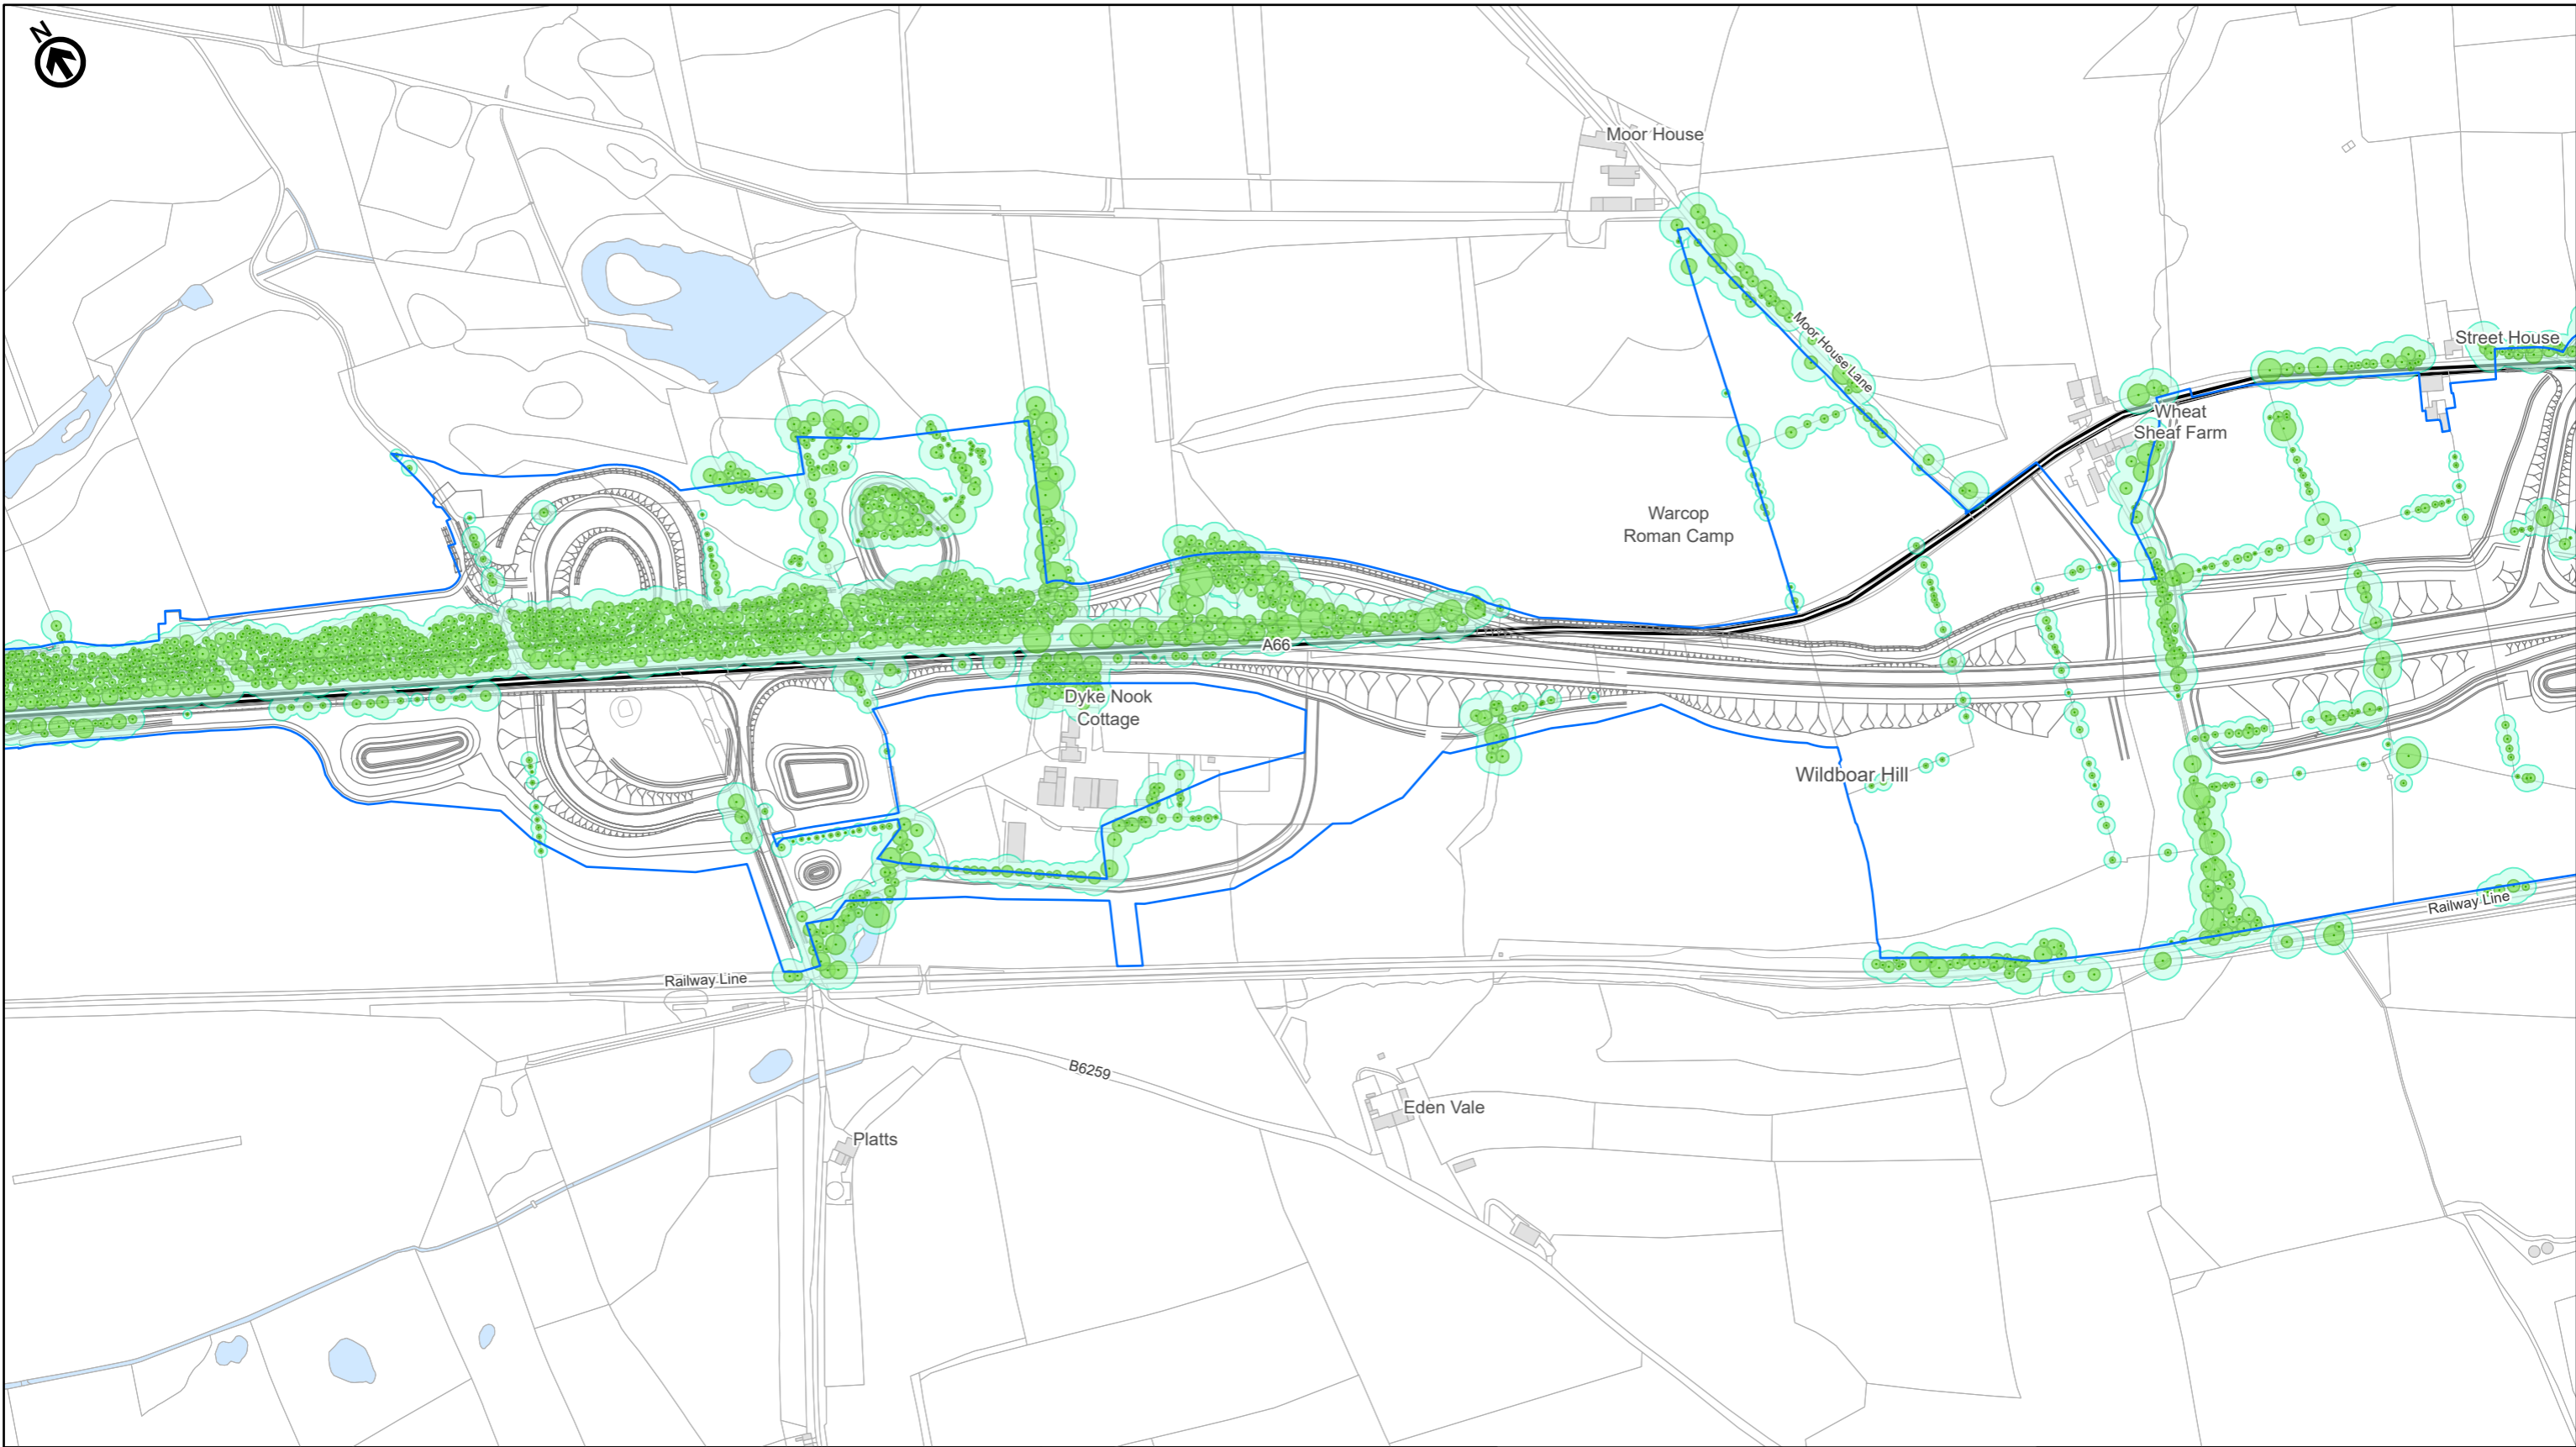 N
Moor House
Moor House Lane
Street House
Wheat
Sheaf Farm
Warcop
Roman Camp
A66
Dyke Nook
Cottage
Wildboar Hill
Railway Line
Railway Line
B6259
Eden Vale
Platts